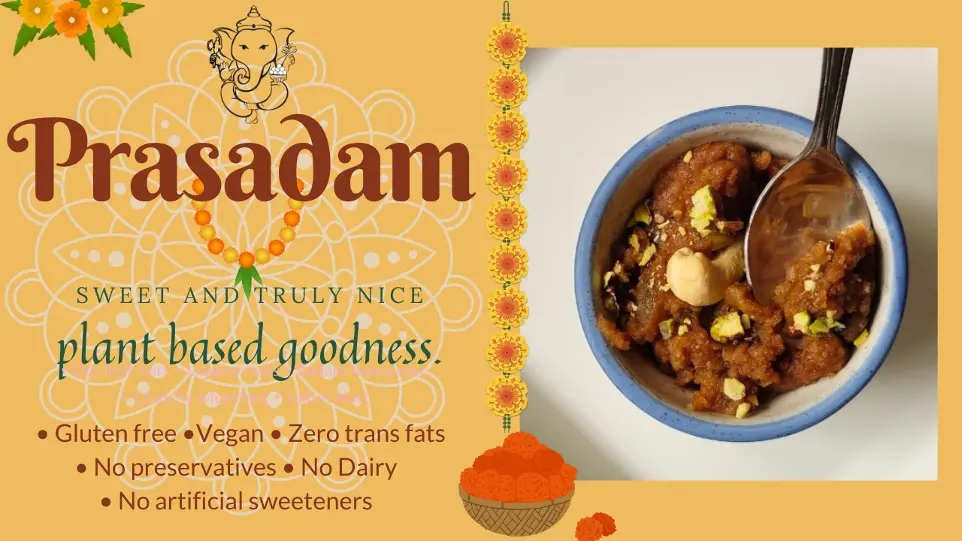 Prasadam
SWEET AND TRULY NICE
plant based goodness.
• Gluten free •Vegan • Zero trans fats
• No preservatives • No Dairy
• No artificial sweeteners